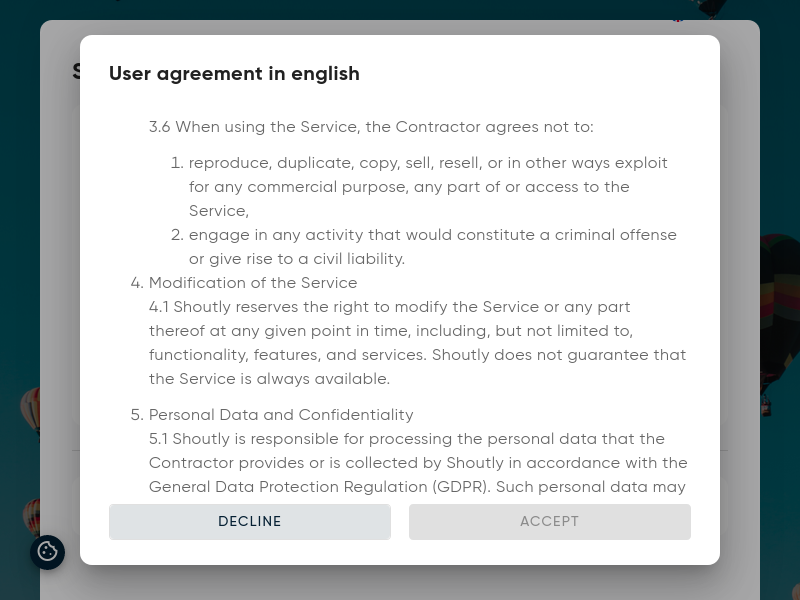 User agreement in english
3.6 When using the Service, the Contractor agrees not to:
1. reproduce, duplicate, copy, sell, resell, or in other ways exploit
for any commercial purpose, any part of or access to the
Service,
2. engage in any activity that would constitute a criminal offense
or give rise to a civil liability.
4. Modification of the Service
4.1 Shoutly reserves the right to modify the Service or any part
thereof at any given point in time, including, but not limited to,
functionality, features, and services. Shoutly does not guarantee that
the Service is always available.
5. Personal Data and Confidentiality
5.1 Shoutly is responsible for processing the personal data that the
Contractor provides or is collected by Shoutly in accordance with the
General Data Protection Regulation (GDPR). Such personal data may
DECLINE
ACCEPT